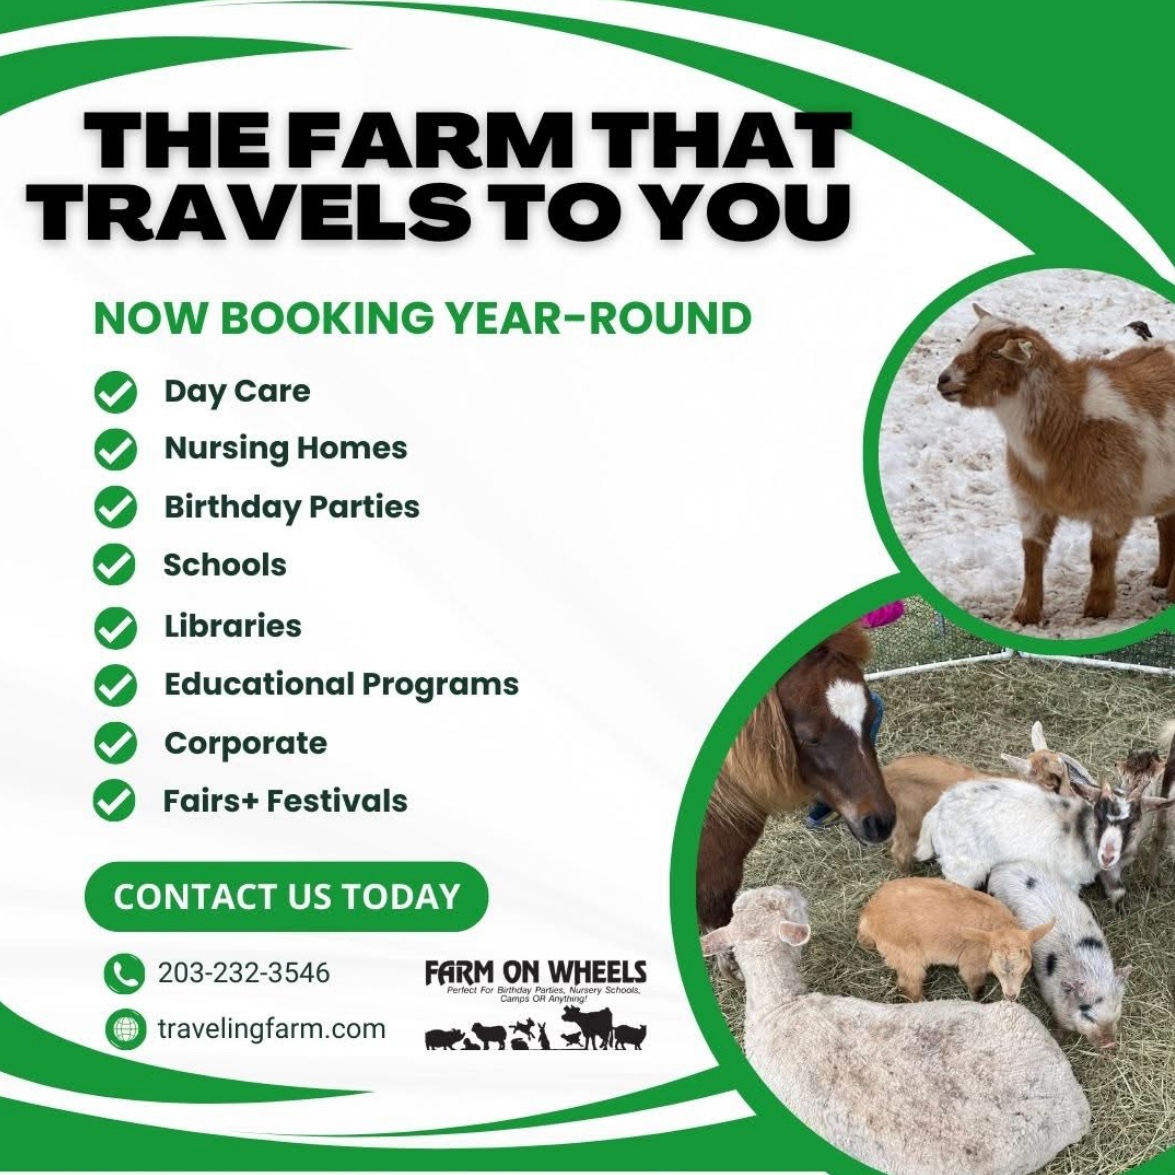 THE FARM THAT
TRAVELS TO YOU
NOW BOOKING YEAR-ROUND
Day Care
Nursing Homes
Birthday Parties
Schools
Libraries
Educational Programs
Corporate
Fairs+ Festivals
CONTACT US TODAY
203-232-3546
travelingfarm.com
FARM ON WHEELS
Perfect For Birthday Parties, Nursery Schools,
Camps OR Anything!